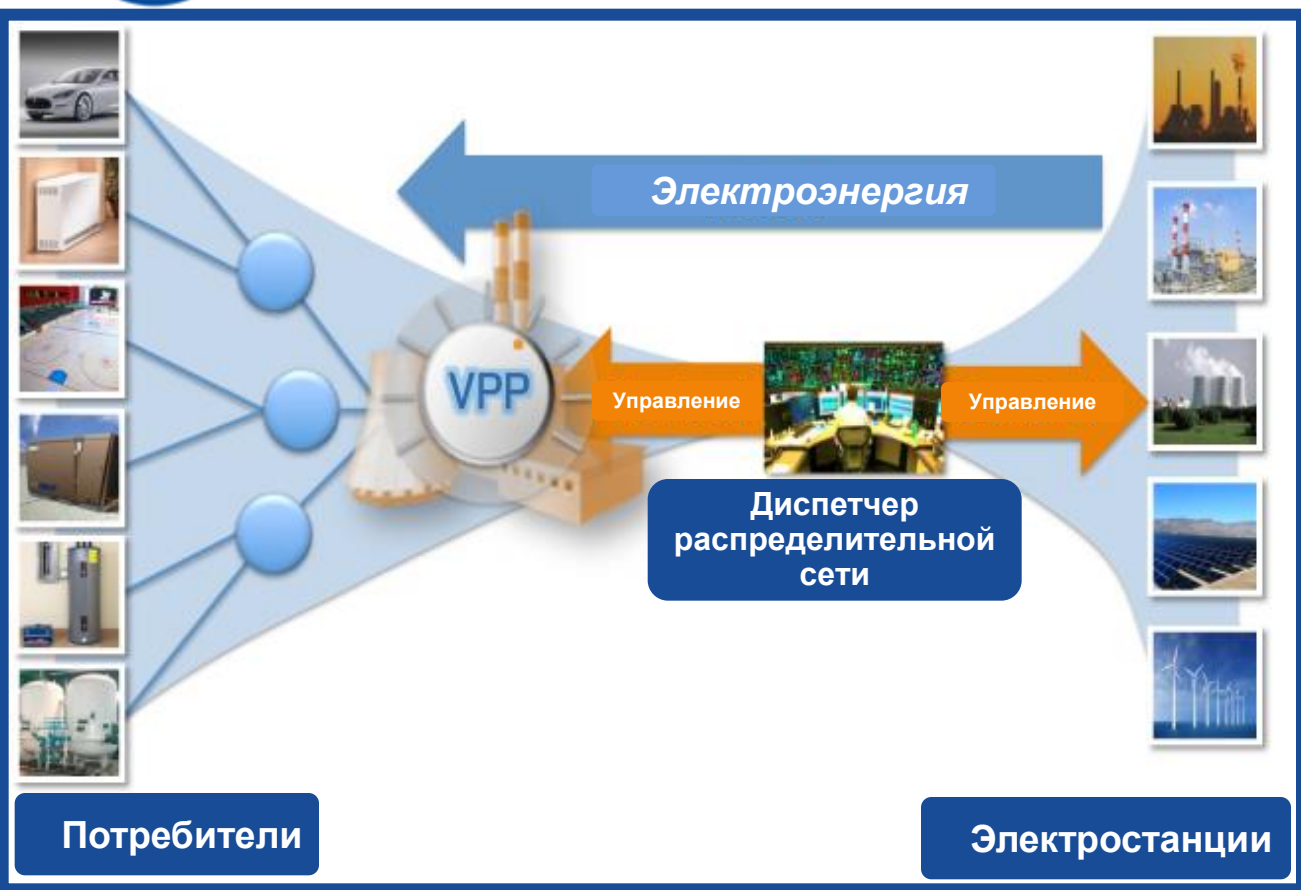 Электроэнергия
VPP
Управление
Управление
Диспетчер
распределительной
сети
Потребители
Электростанции